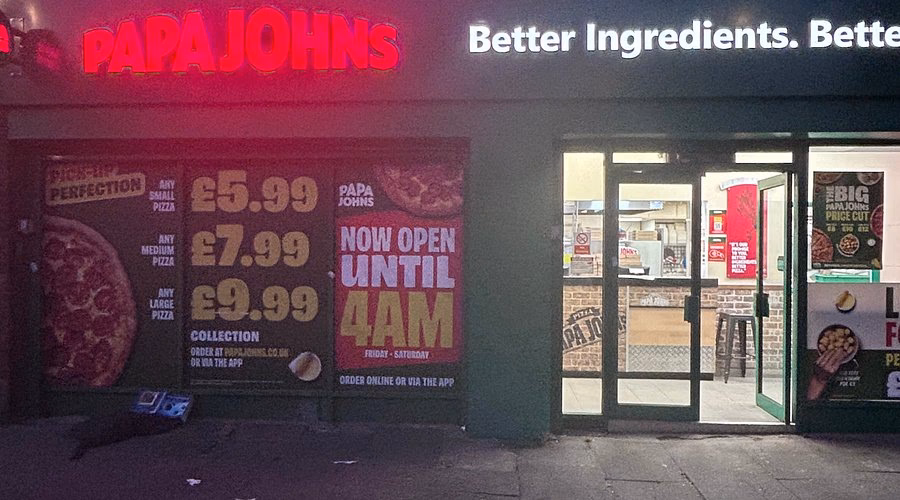 PAPA JOHNS
Better Ingredients. Bette
PICK-UP
PERFECTION
ANY
SMALL
PIZZA
£5.99
ANY
MEDIUM
PIZZA
£7.99
ANY
LARGE
PIZZA
£9.99
COLLECTION
ORDER AT PAPAJOHNS.CO.UK
OR VIA THE APP
PAPA
JOHNS
NOW OPEN
UNTIL
4AM
FRIDAY - SATURDAY
ORDER ONLINE OR VIA THE APP
THE BIG
PAPA JOHNS
PRICE CUT